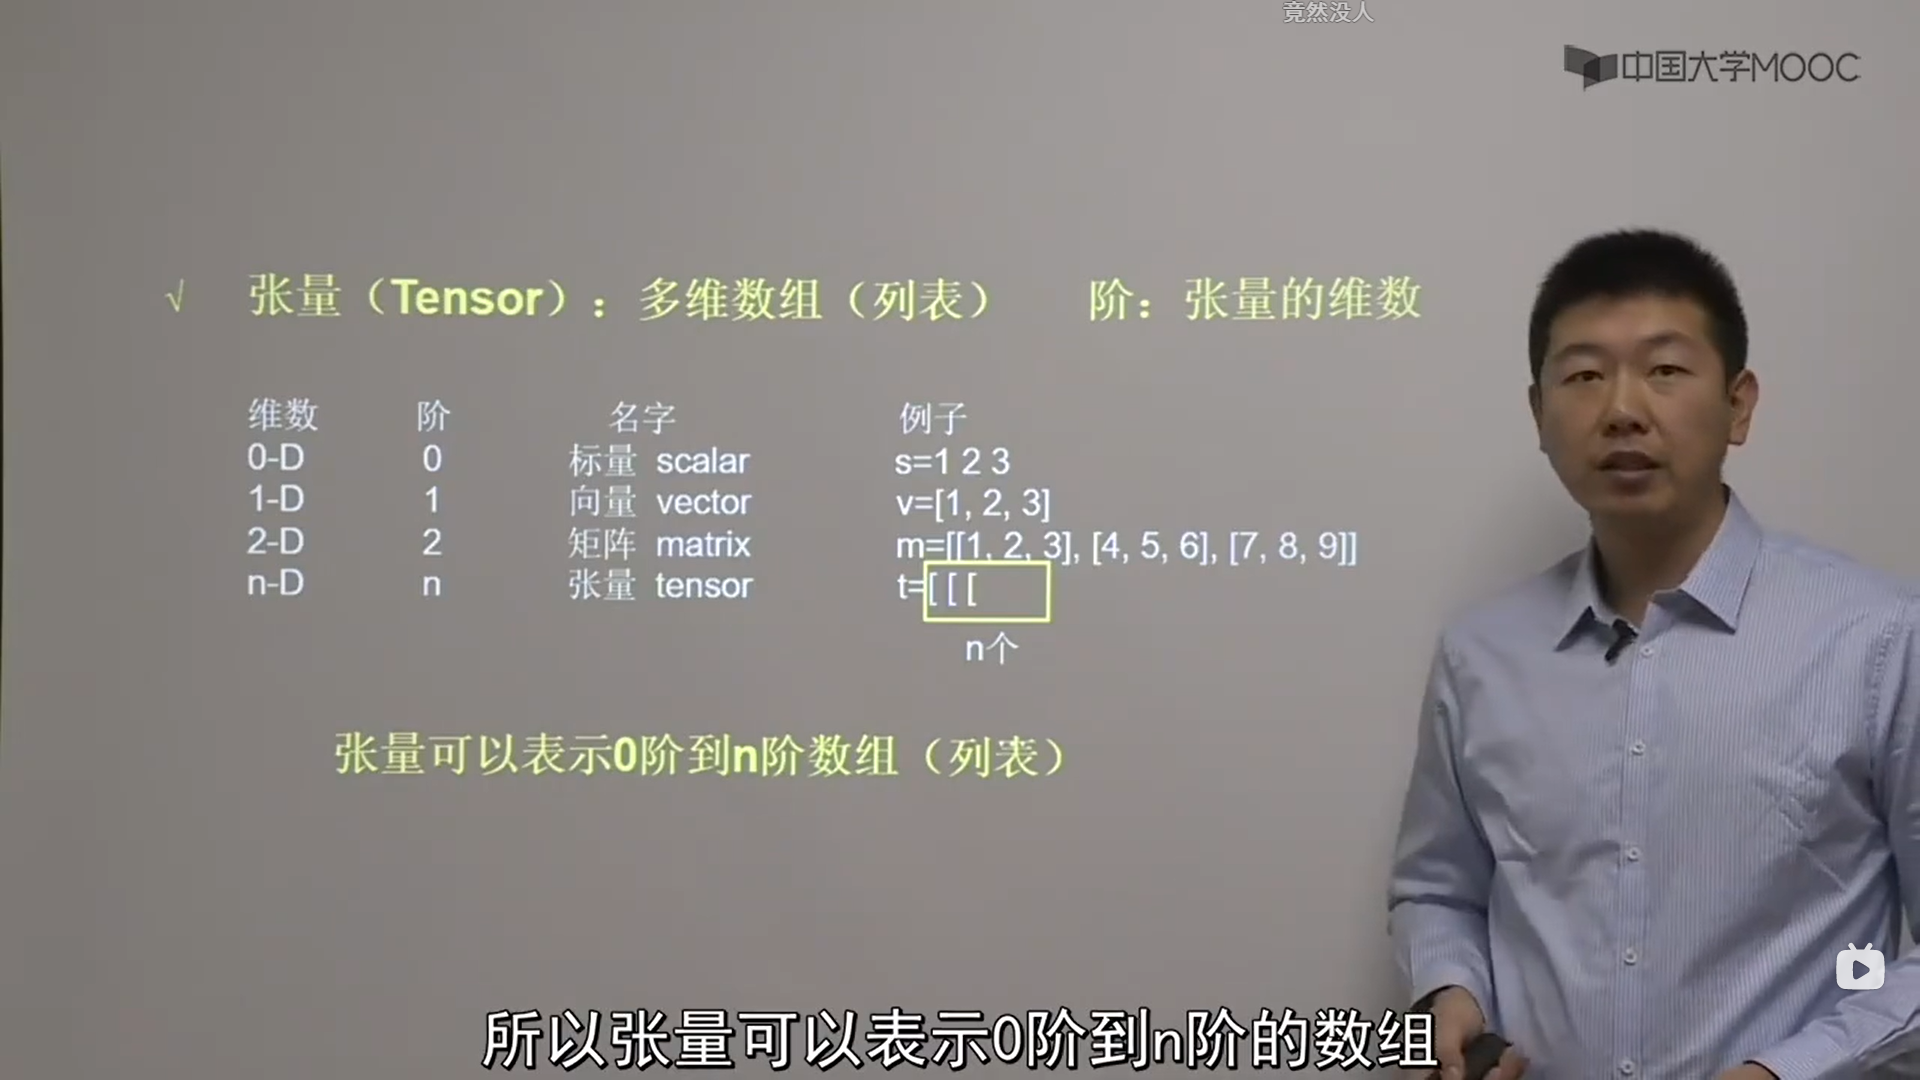 竟然没人
中国大学MOOC
√ 张量（Tensor）：多维数组（列表） 阶：张量的维数
维数 阶 名字 例子
0-D 0 标量 scalar s=1 2 3
1-D 1 向量 vector v=[1, 2, 3]
2-D 2 矩阵 matrix m=[[1, 2, 3], [4, 5, 6], [7, 8, 9]]
n-D n 张量 tensor t=[ [ [
n个
张量可以表示0阶到n阶数组（列表）
所以张量可以表示0阶到n阶的数组